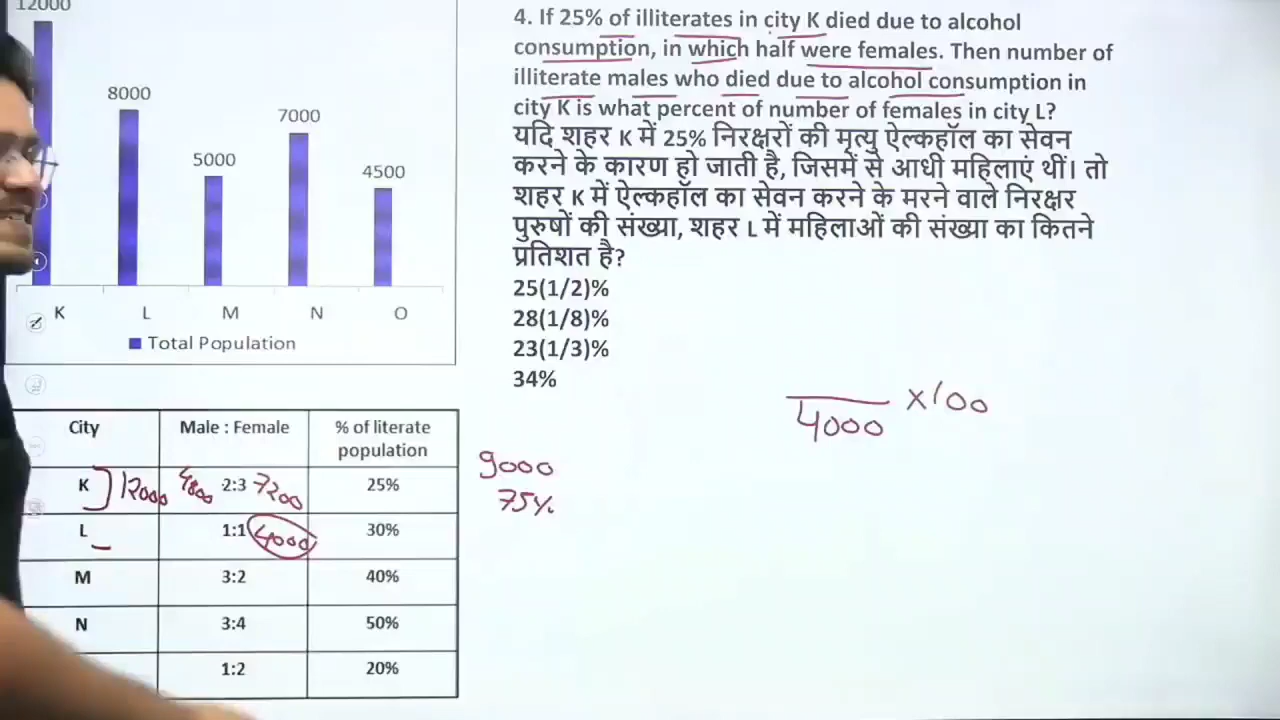 12000
8000
7000
5000
4500
K L M N O
Total Population
4. If 25% of illiterates in city K died due to alcohol
consumption, in which half were females. Then number of
illiterate males who died due to alcohol consumption in
city K is what percent of number of females in city L?
यदि शहर K में 25% निरक्षरों की मृत्यु ऐल्कहॉल का सेवन
करने के कारण हो जाती है, जिसमें से आधी महिलाएं थीं। तो
शहर K में ऐल्कहॉल का सेवन करने के मरने वाले निरक्षर
पुरुषों की संख्या, शहर L में महिलाओं की संख्या का कितने
प्रतिशत है?
25(1/2)%
28(1/8)%
23(1/3)%
34%
4000 ×100
City Male : Female % of literate
population
K 12000 4800 2:3 7200 25%
9000
75%
L 1:1 4000 30%
M 3:2 40%
N 3:4 50%
1:2 20%